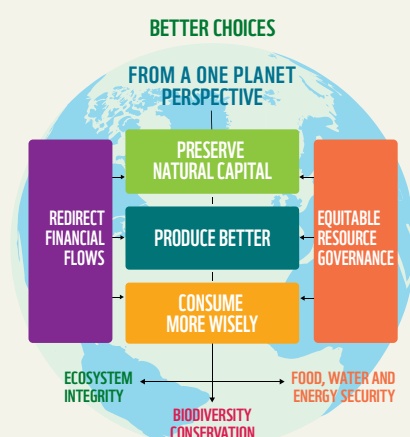 BETTER CHOICES
FROM A ONE PLANET
PERSPECTIVE
PRESERVE
NATURAL CAPITAL
REDIRECT
FINANCIAL
FLOWS
PRODUCE BETTER
EQUITABLE
RESOURCE
GOVERNANCE
CONSUME
MORE WISELY
ECOSYSTEM
INTEGRITY
BIODIVERSITY
CONSERVATION
FOOD, WATER AND
ENERGY SECURITY